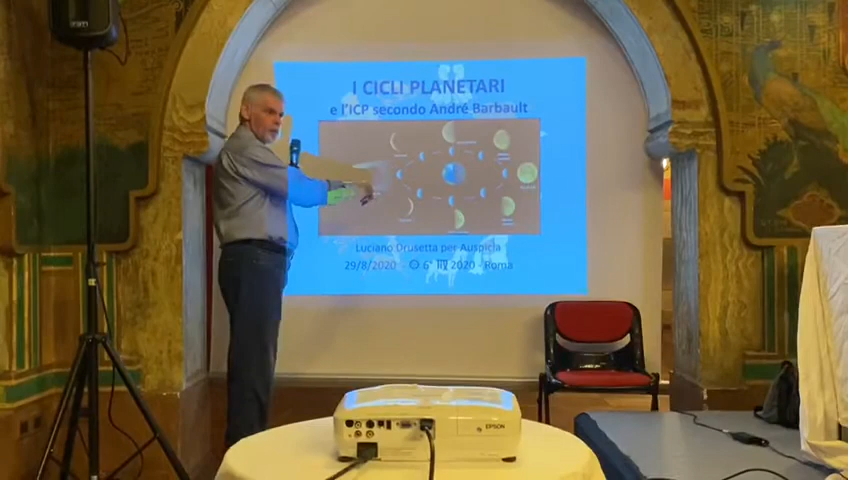 I CICLI PLANETARI
e l'ICP secondo André Barbault
Luciano Drusetta per Auspicia
29/8/2020 - ☉ 6° ♍ 2020 - Roma
EPSON